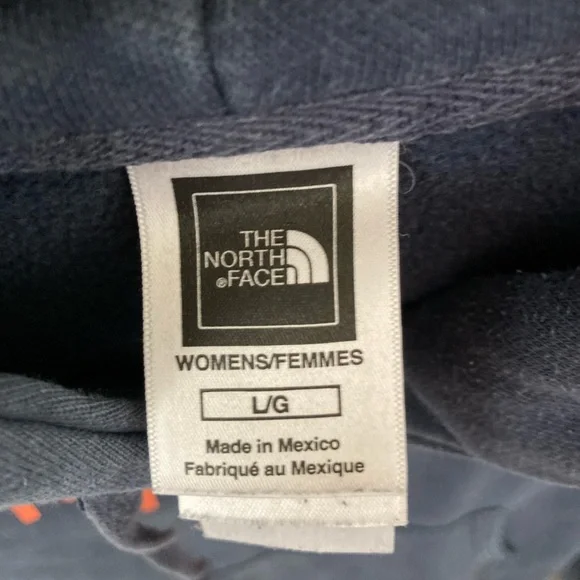 THE
NORTH
®FACE
WOMENS/FEMMES
L/G
Made in Mexico
Fabriqué au Mexique